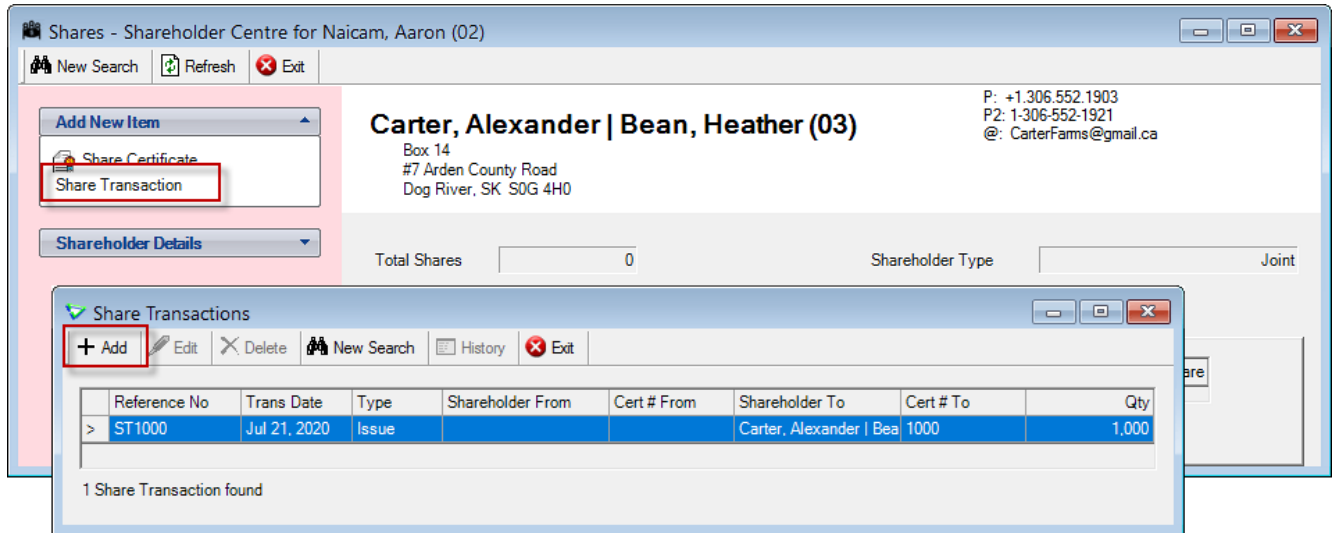 Shares - Shareholder Centre for Naicam, Aaron (02)
New Search Refresh Exit
Add New Item
Share Certificate
Share Transaction
Shareholder Details
Carter, Alexander | Bean, Heather (03)
Box 14
#7 Arden County Road
Dog River, SK S0G 4H0
P: +1.306.552.1903
P2: 1-306-552-1921
@: CarterFarms@gmail.ca
Total Shares 0 Shareholder Type Joint
Share Transactions
+ Add Edit Delete New Search History Exit
Reference No Trans Date Type Shareholder From Cert # From Shareholder To Cert # To Qty
> ST1000 Jul 21, 2020 Issue Carter, Alexander | Bea 1000 1,000
1 Share Transaction found